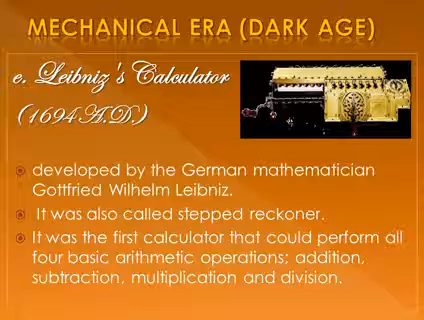 MECHANICAL ERA (DARK AGE)
e. Leibniz's Calculator
(1694 A.D.)
developed by the German mathematician
Gottfried Wilhelm Leibniz.
It was also called stepped reckoner.
It was the first calculator that could perform all
four basic arithmetic operations; addition,
subtraction, multiplication and division.